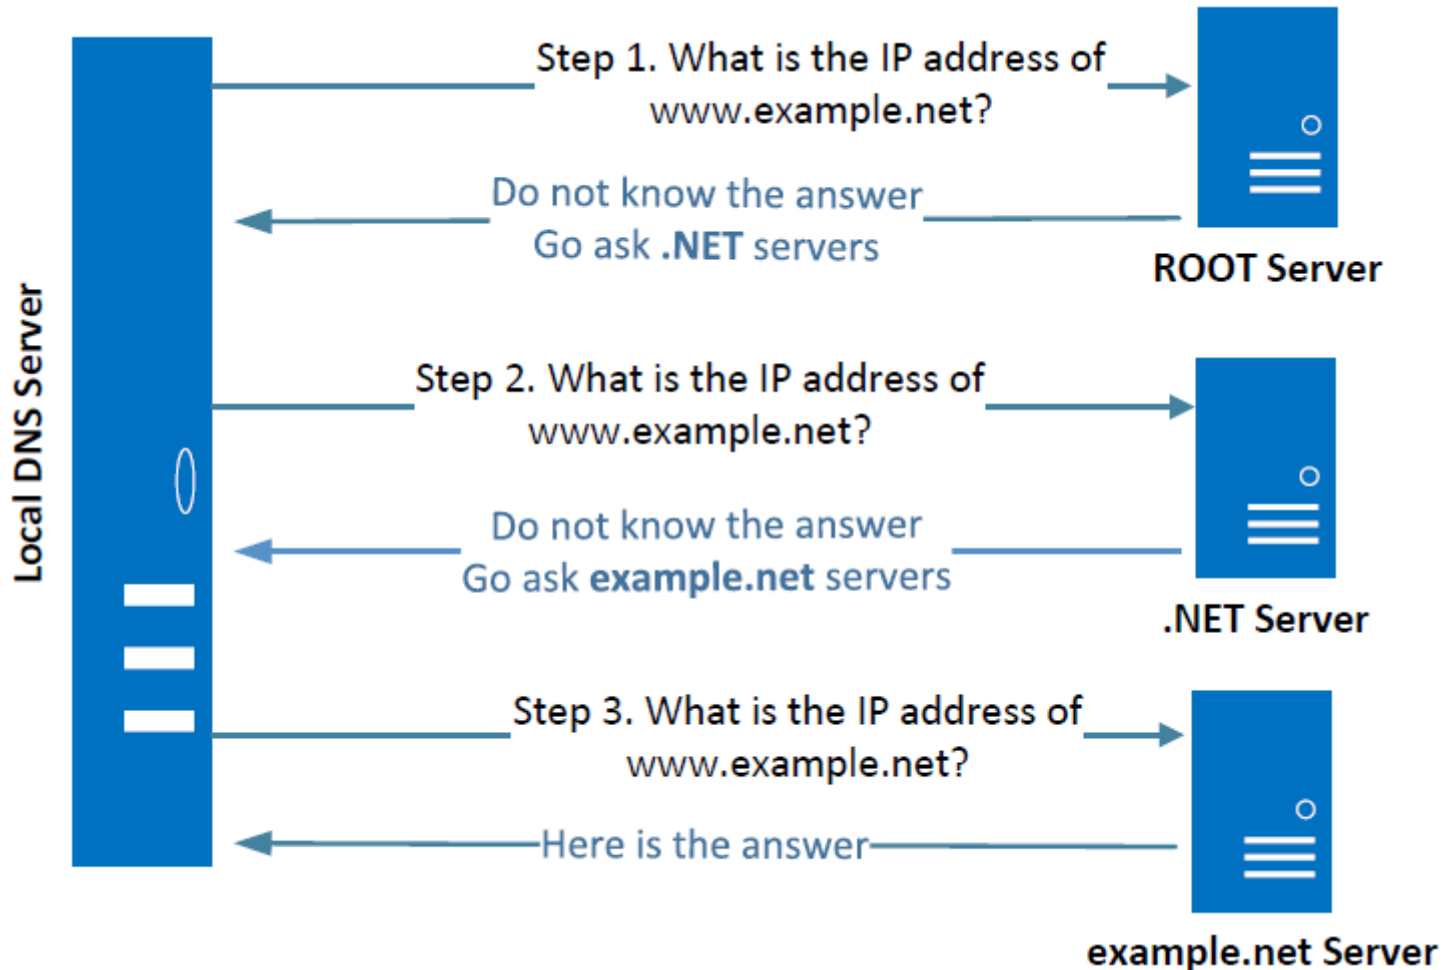 Local DNS Server
Step 1. What is the IP address of
www.example.net?
Do not know the answer
Go ask .NET servers
ROOT Server
Step 2. What is the IP address of
www.example.net?
Do not know the answer
Go ask example.net servers
.NET Server
Step 3. What is the IP address of
www.example.net?
Here is the answer
example.net Server